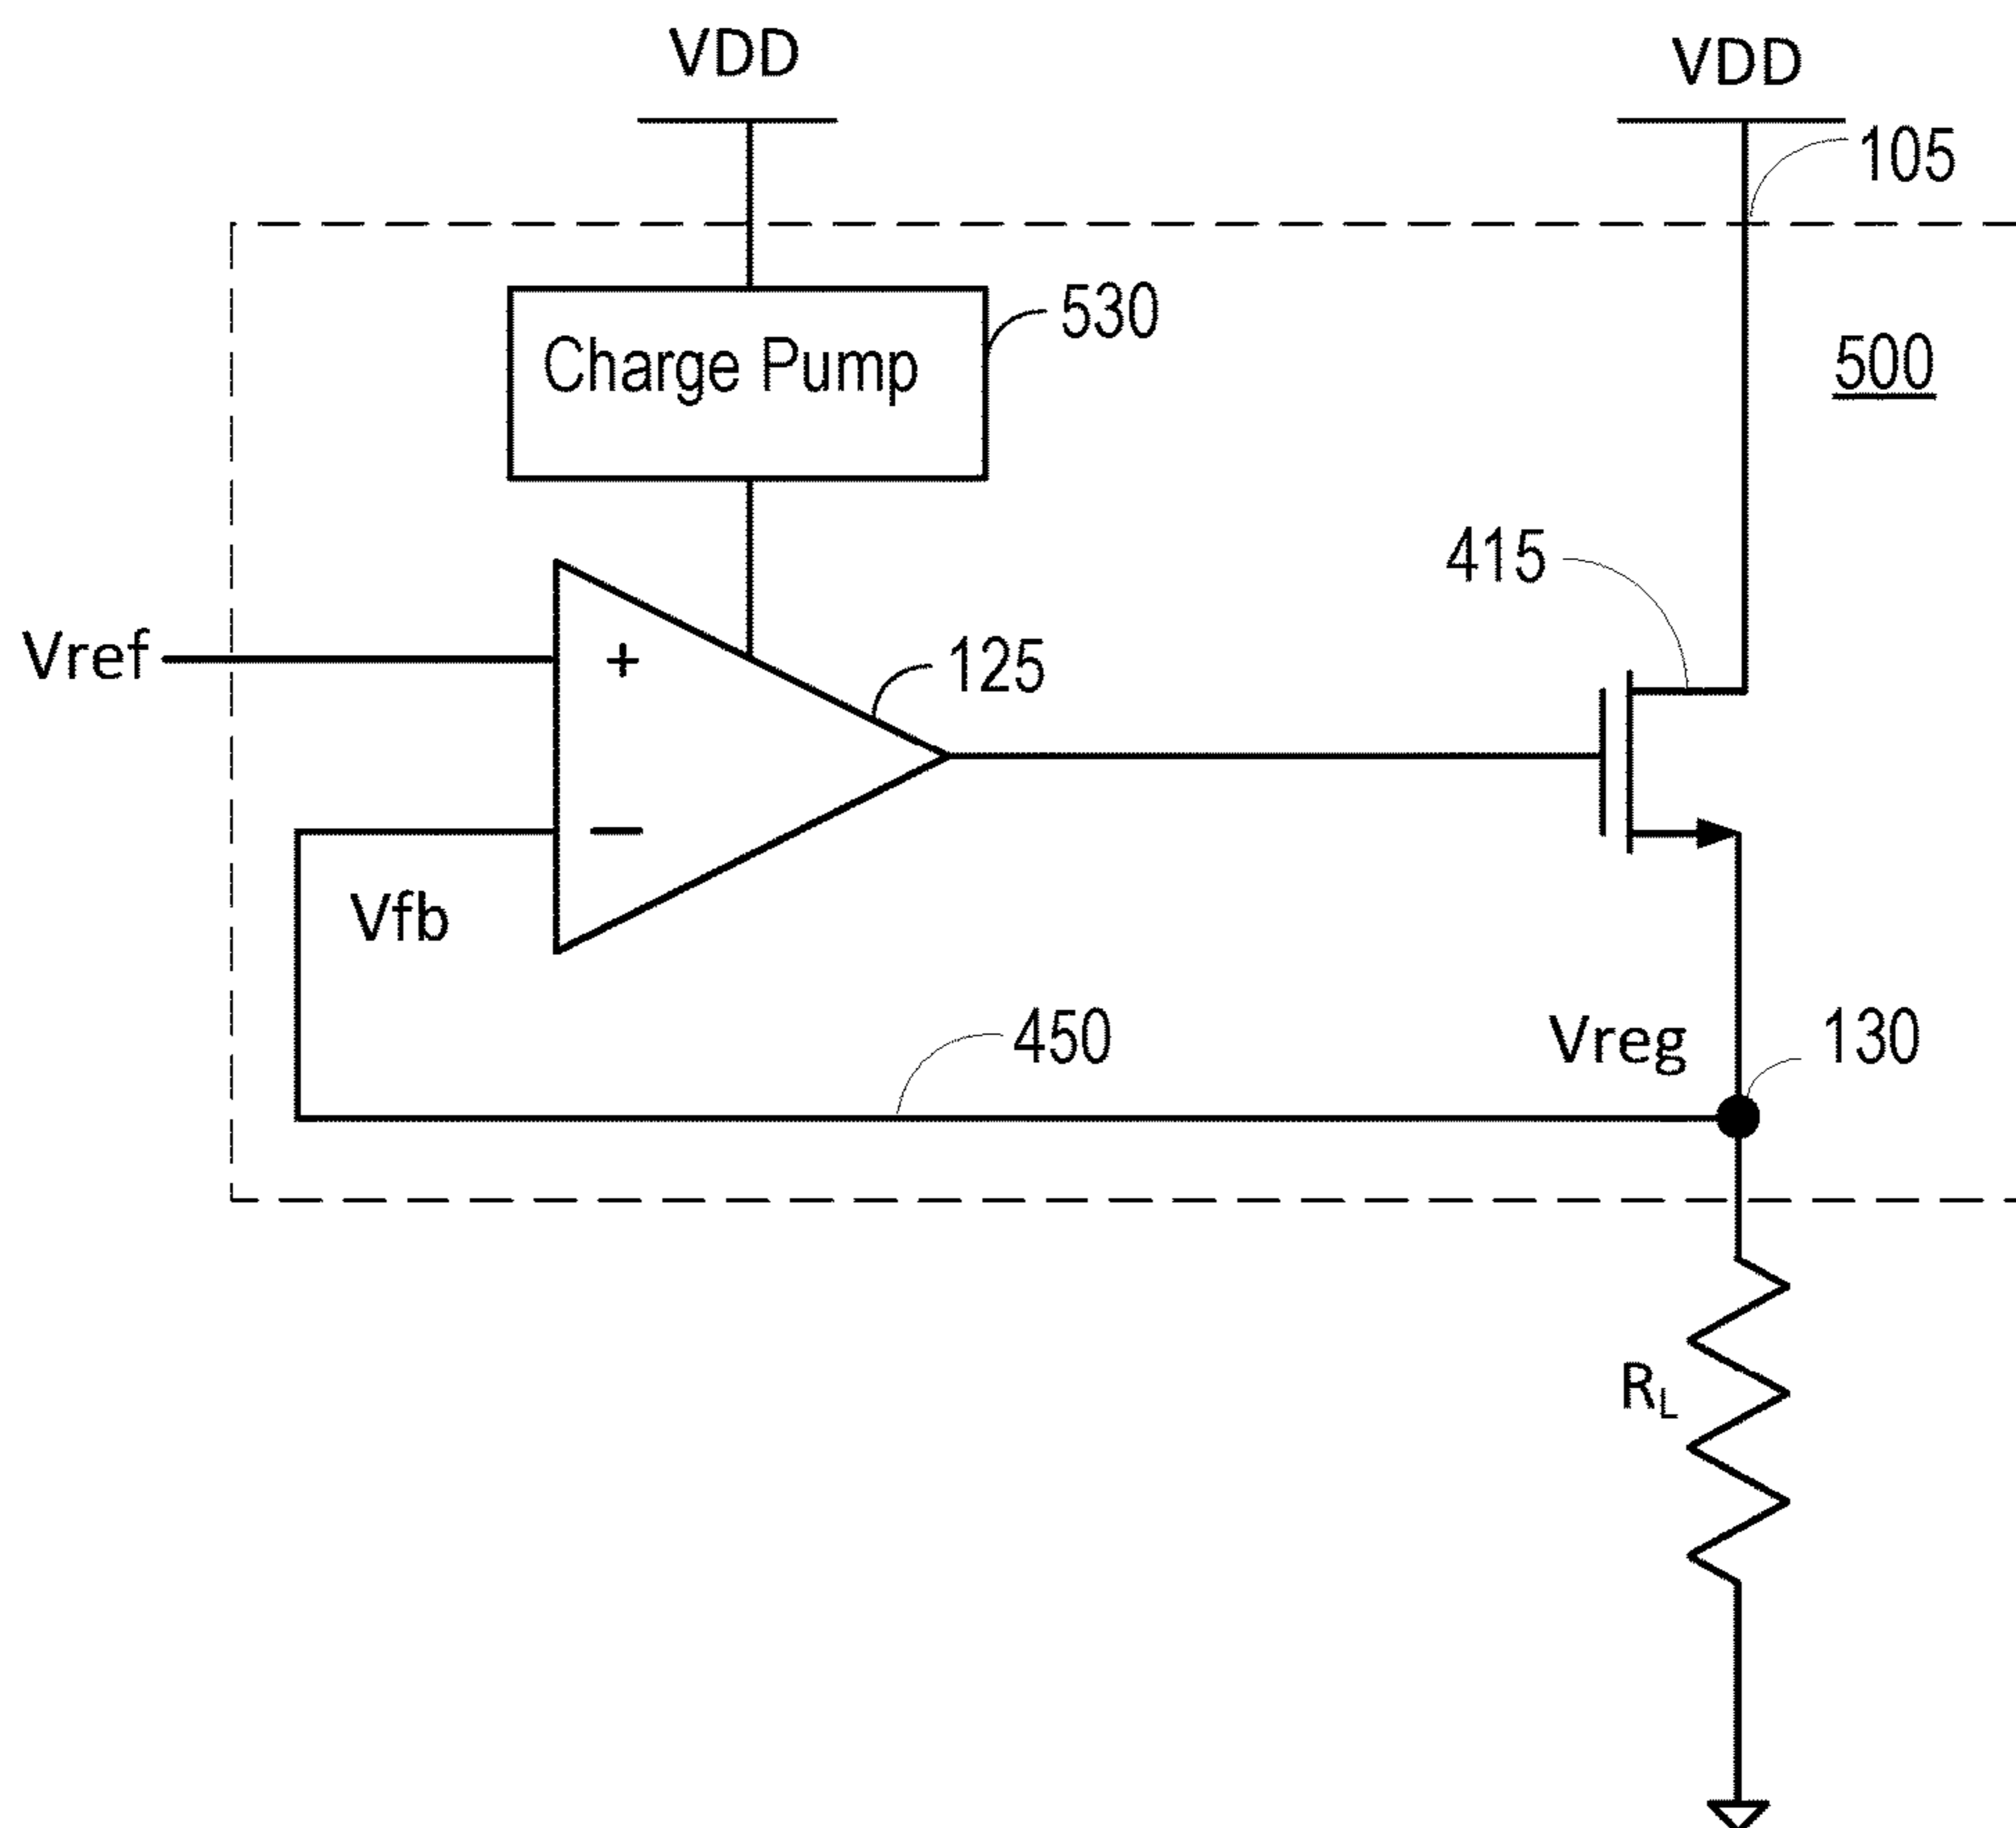 VDD
VDD
105
530
Charge Pump
500
415
Vref
+
125
−
Vfb
450
Vreg
130
RL